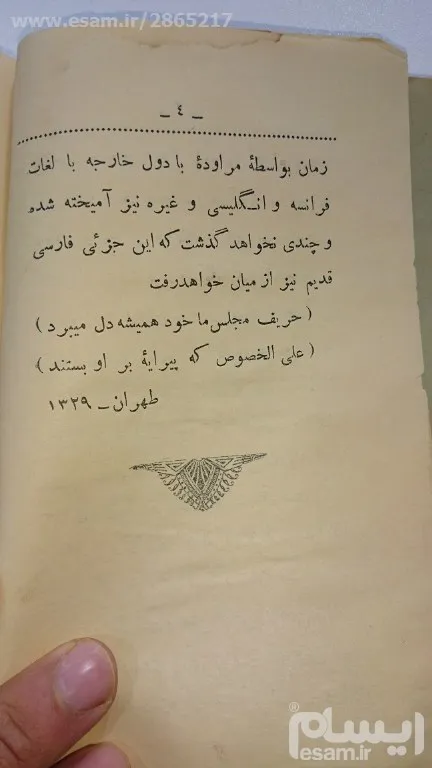 www.esam.ir/2865217
ـ ٤ ـ
زمان بواسطهٔ مراودهٔ با دول خارجه با لغات
فرانسه و انگلیسی و غیره نیز آمیخته شده
و چندی نخواهد گذشت که این جزئی فارسی
قدیم نیز از میان خواهد رفت
( حریف مجلس ما خود همیشه دل میبرد )
( علی الخصوص که پیرایهٔ بر او بستند )
طهران ـ ۱۳۲۹
ایسام®
esam.ir